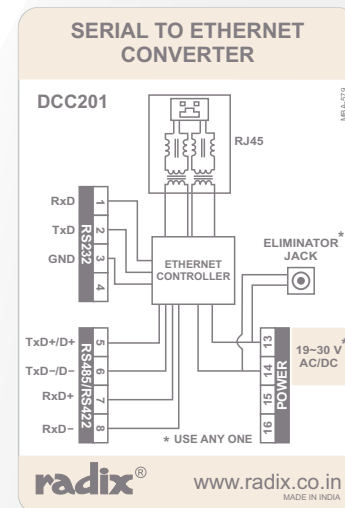 SERIAL TO ETHERNET
CONVERTER
DCC201
MBA-579
RJ45
RxD 1
TxD 2
GND 3
4
RS232
ETHERNET
CONTROLLER
ELIMINATOR*
JACK
TxD+/D+ 5
TxD−/D− 6
RxD+ 7
RxD− 8
RS485/RS422
13
14
15
16
POWER
19~30 V*
AC/DC
* USE ANY ONE
radix®
www.radix.co.in
MADE IN INDIA